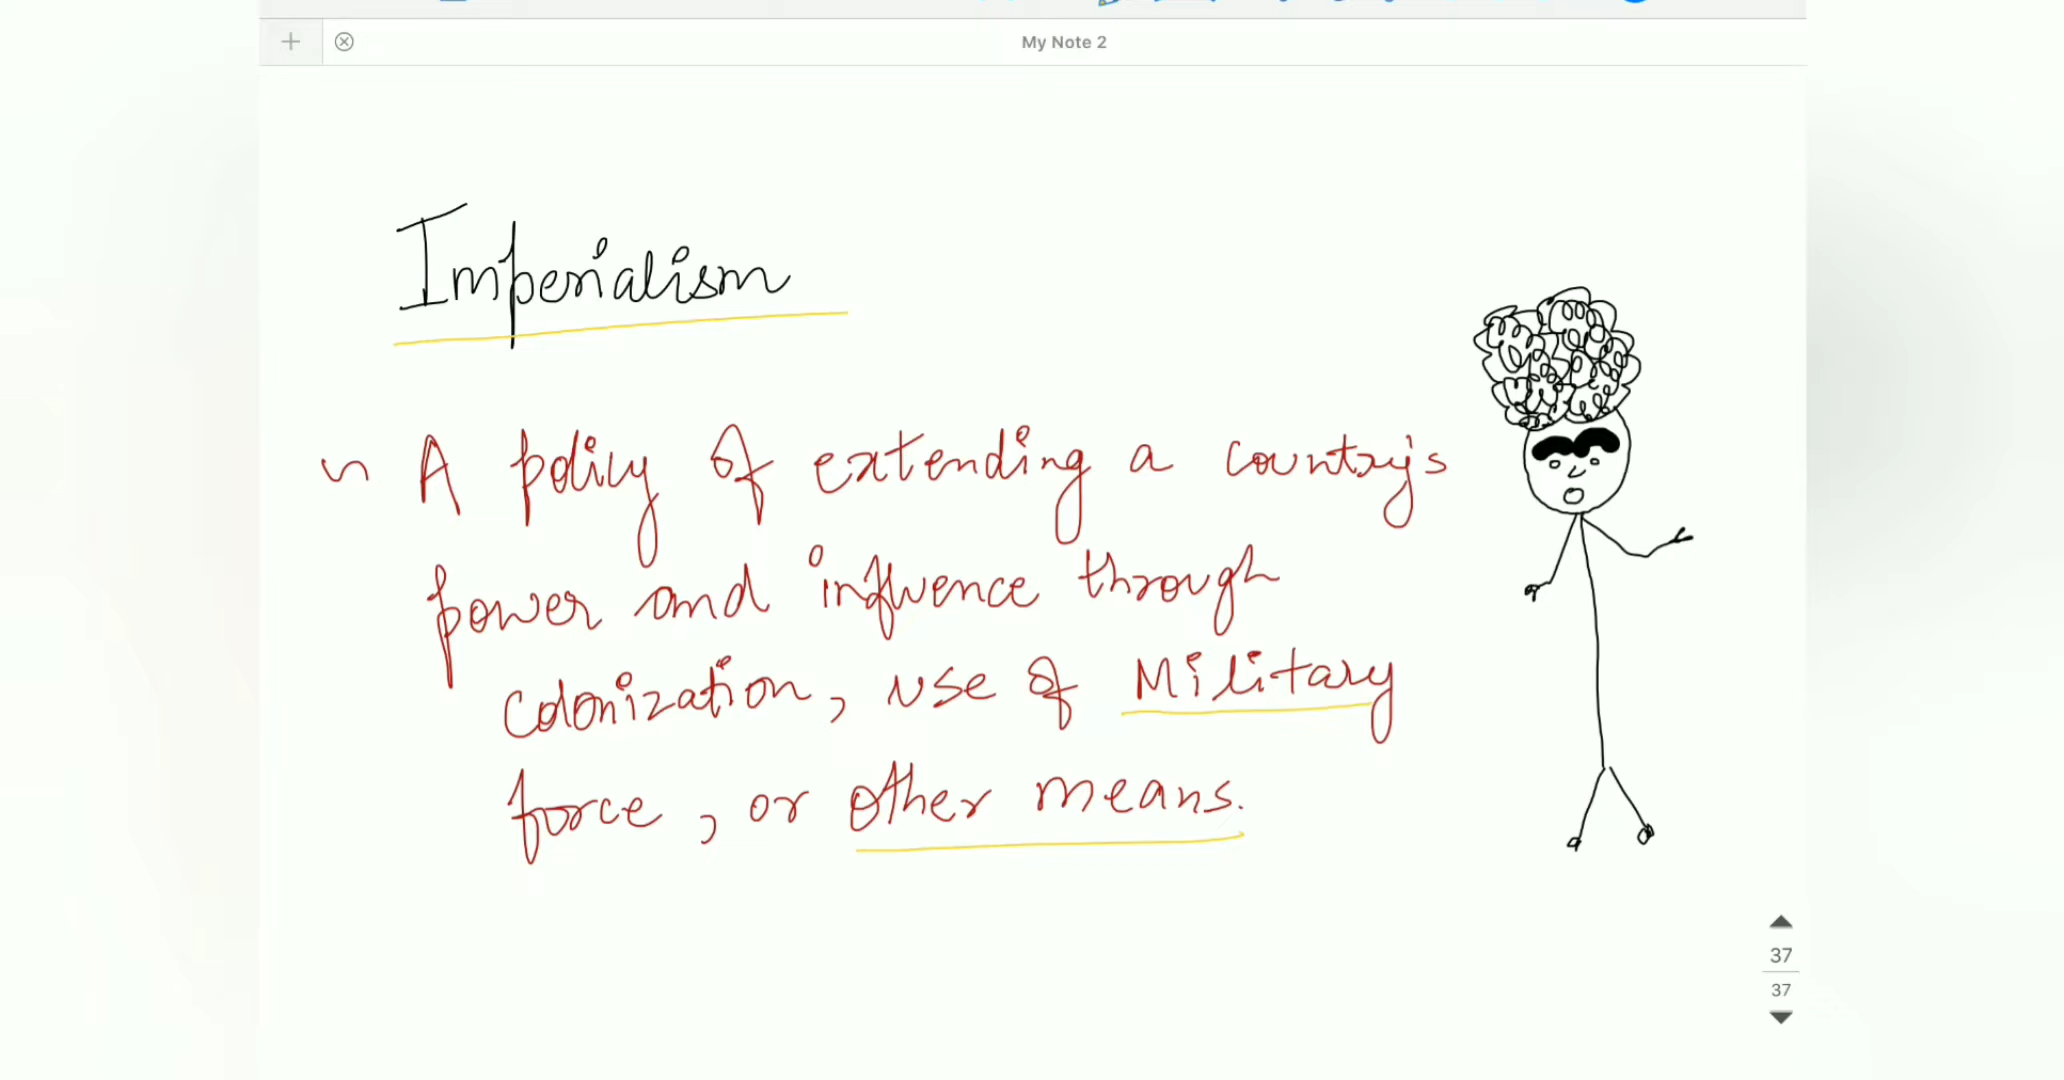 My Note 2
Imperialism
A policy of extending a country's
power and influence through
colonization, use of Military
force, or other means.
37
37